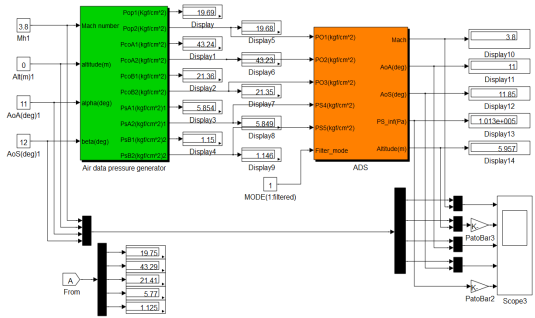 3.8
Mh1
0
Alt(m)1
11
AoA(deg)1
12
AoS(deg)1
Mach number
altitude(m)
alpha(deg)
beta(deg)
Pop1(kgf/cm^2)
Pop2(kgf/cm^2)
PcoA1(kgf/cm^2)
PcoA2(kgf/cm^2)
PcoB1(kgf/cm^2)
PcoB2(kgf/cm^2)
PsA1(kgf/cm^2)1
PsA2(kgf/cm^2)1
PsB1(kgf/cm^2)2
PsB2(kgf/cm^2)2
Air data pressure generator
19.69
Display
19.68
Display5
43.24
Display1
43.23
Display6
21.36
Display2
21.35
Display7
5.854
Display3
5.849
Display8
1.15
Display4
1.146
Display9
1
MODE(1:filtered)
PO1(kgf/cm^2)
PO2(kgf/cm^2)
PO3(kgf/cm^2)
PS4(kgf/cm^2)
PS5(kgf/cm^2)
Filter_mode
Mach
AoA(deg)
AoS(deg)
PS_inf(Pa)
Altitude(m)
ADS
3.8
Display10
11
Display11
11.85
Display12
1.013e+005
Display13
5.957
Display14
A
From
19.75
43.29
21.41
5.77
1.125
K-
PatoBar3
K-
PatoBar2
Scope3